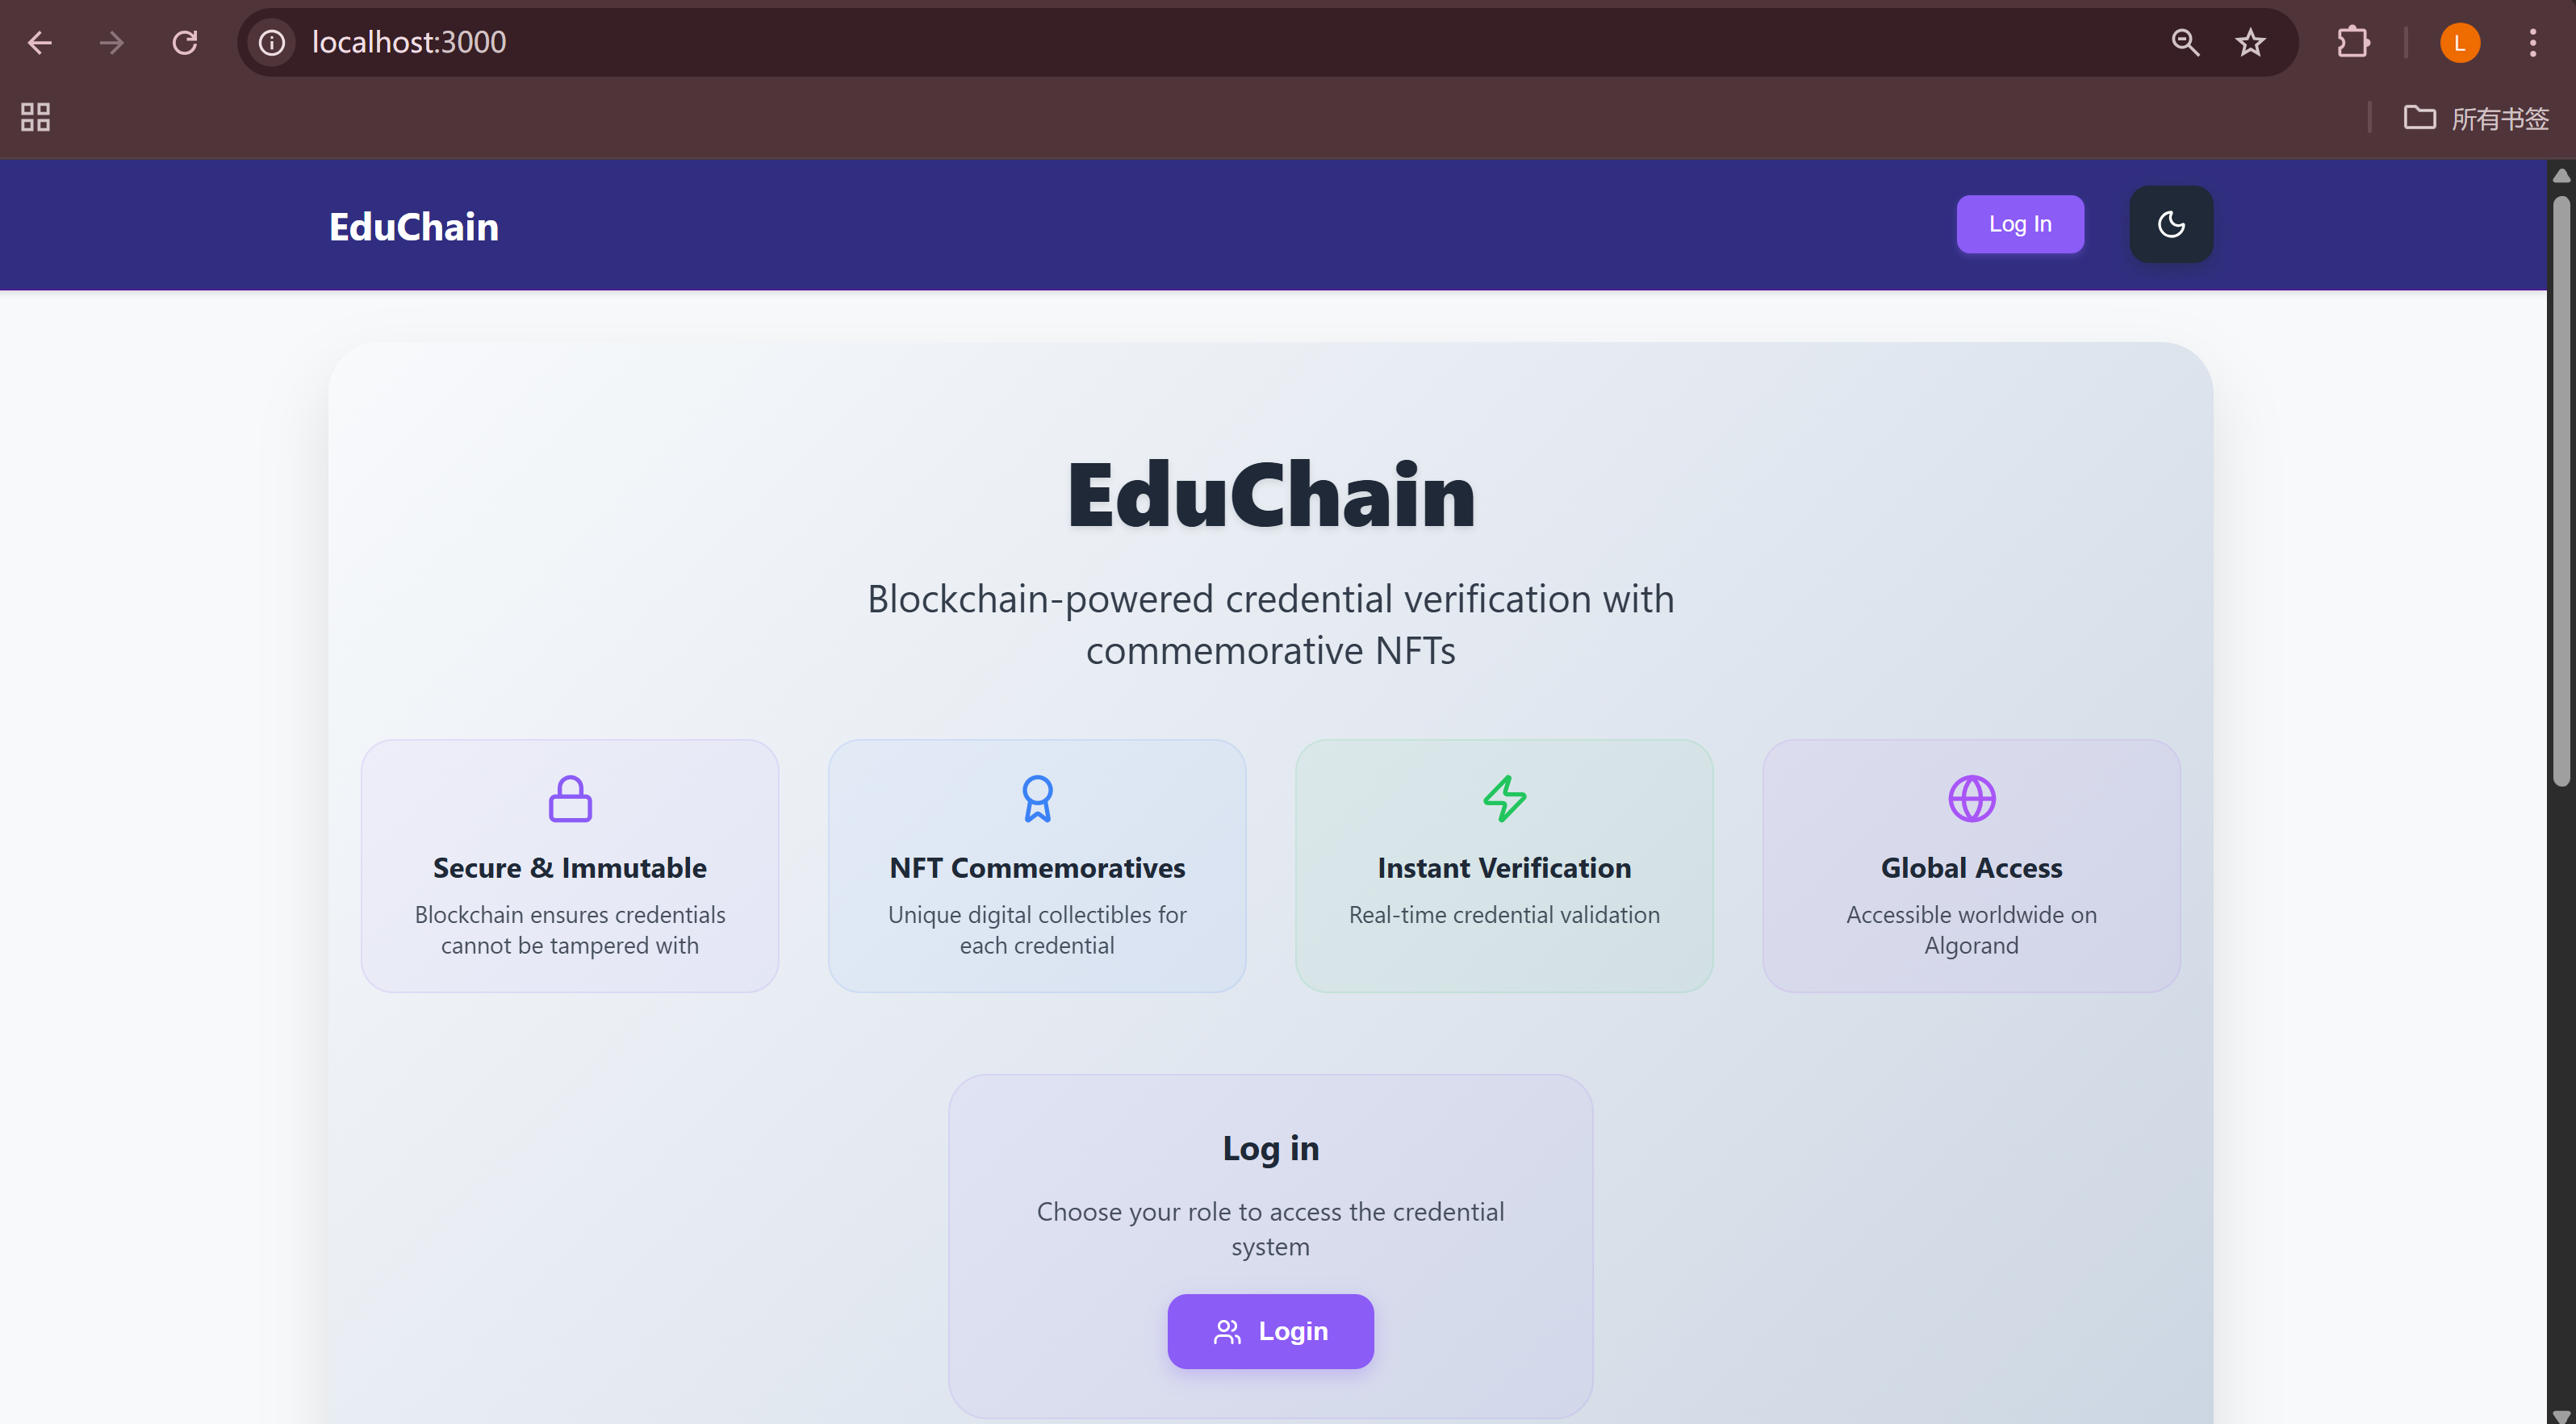 localhost:3000
L
所有书签
EduChain
Log In
EduChain
Blockchain-powered credential verification with
commemorative NFTs
Secure & Immutable
Blockchain ensures credentials
cannot be tampered with
NFT Commemoratives
Unique digital collectibles for
each credential
Instant Verification
Real-time credential validation
Global Access
Accessible worldwide on
Algorand
Log in
Choose your role to access the credential
system
Login